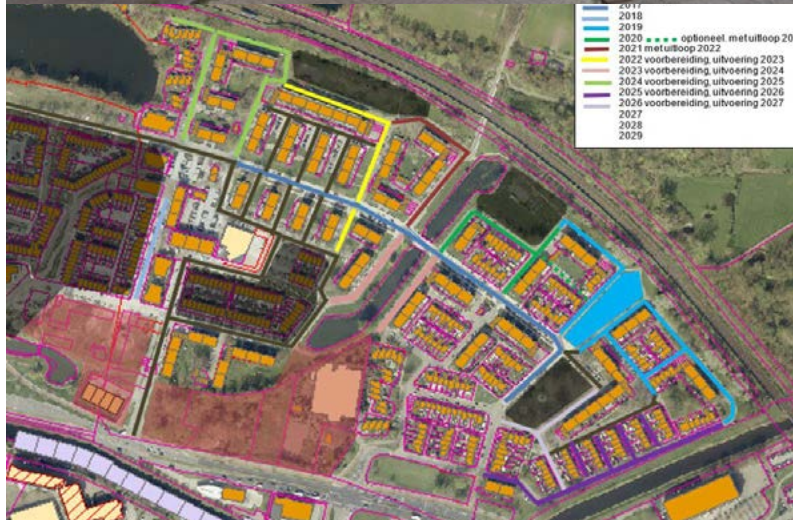 2017
2018
2019
2020 optioneel met uitloop 20
2021 met uitloop 2022
2022 voorbereiding, uitvoering 2023
2023 voorbereiding, uitvoering 2024
2024 voorbereiding, uitvoering 2025
2025 voorbereiding, uitvoering 2026
2026 voorbereiding, uitvoering 2027
2027
2028
2029